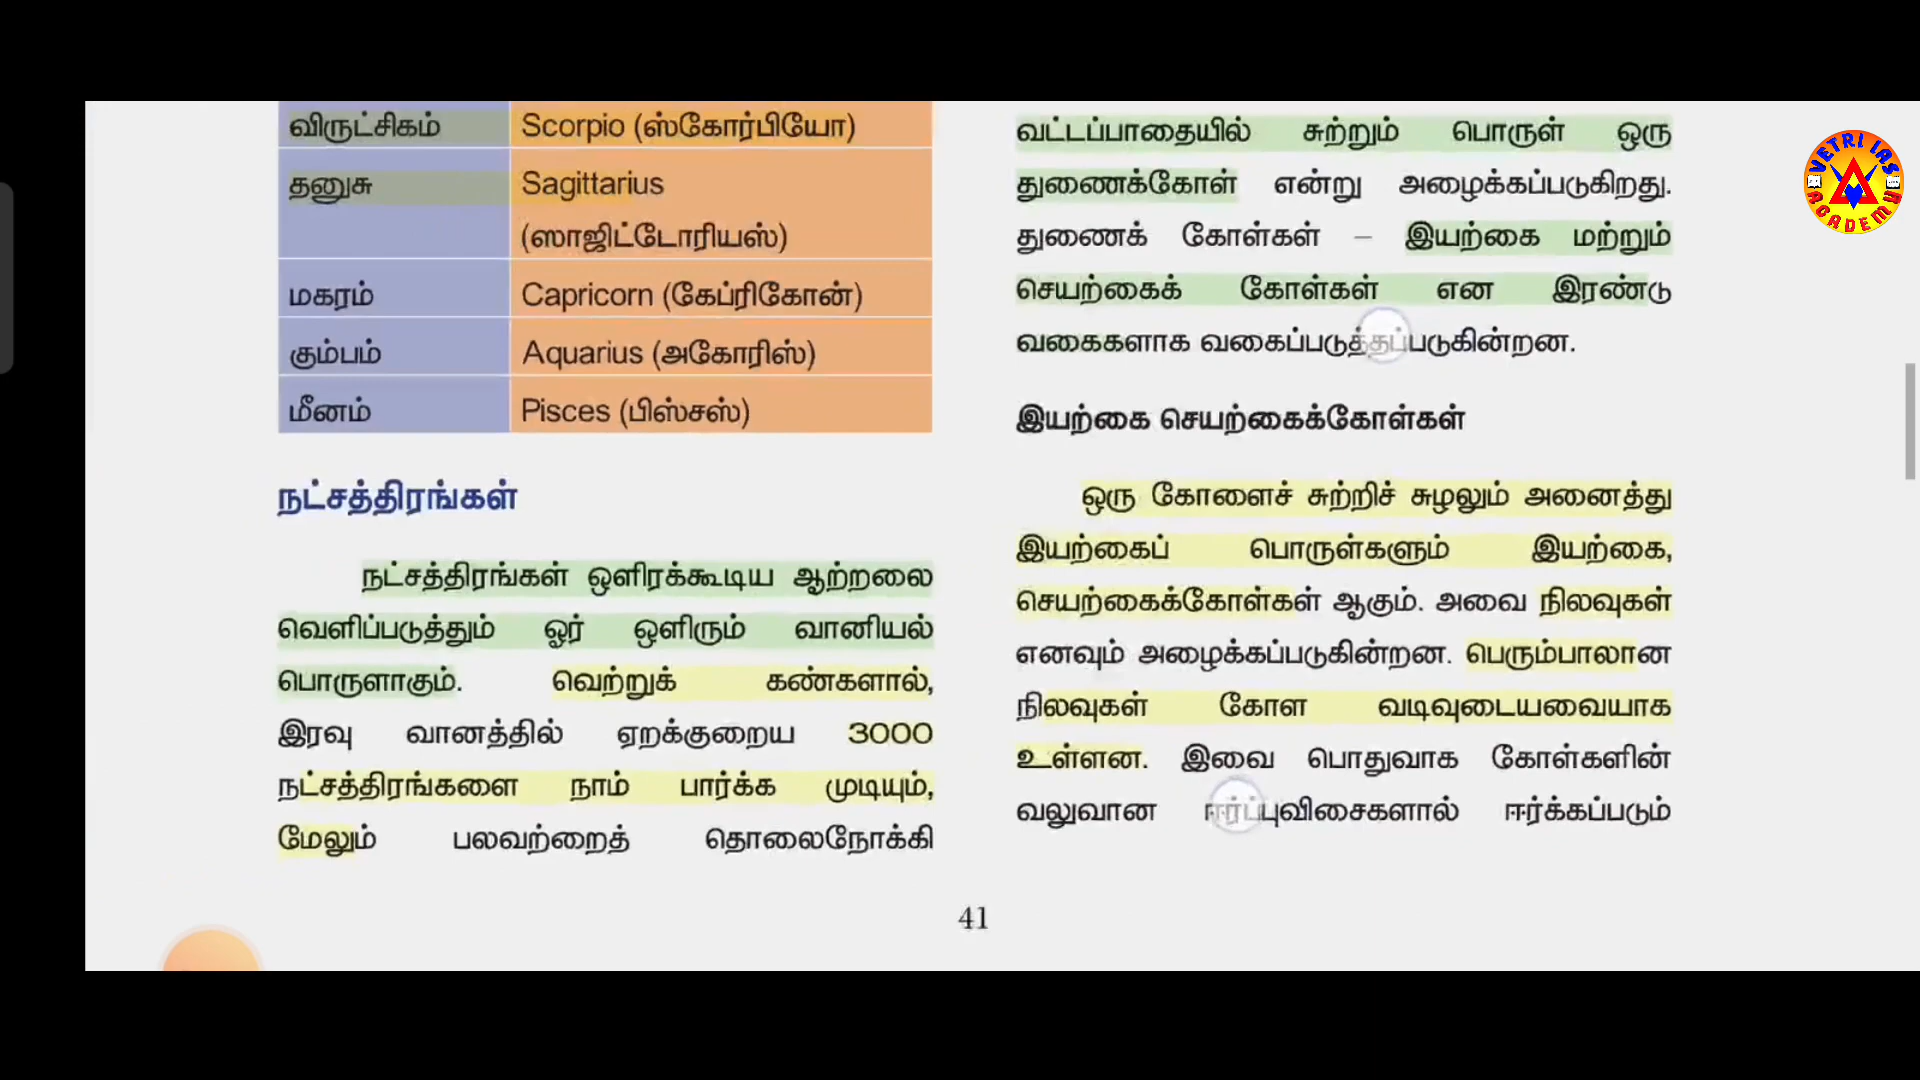 விருட்சிகம் Scorpio (ஸ்கோர்பியோ)
தனுசு Sagittarius
(ஸாஜிட்டோரியஸ்)
மகரம் Capricorn (கேப்ரிகோன்)
கும்பம் Aquarius (அகோரிஸ்)
மீனம் Pisces (பிஸ்சஸ்)
நட்சத்திரங்கள்
நட்சத்திரங்கள் ஒளிரக்கூடிய ஆற்றலை
வெளிப்படுத்தும் ஓர் ஒளிரும் வானியல்
பொருளாகும். வெற்றுக் கண்களால்,
இரவு வானத்தில் ஏறக்குறைய 3000
நட்சத்திரங்களை நாம் பார்க்க முடியும்,
மேலும் பலவற்றைத் தொலைநோக்கி
வட்டப்பாதையில் சுற்றும் பொருள் ஒரு
துணைக்கோள் என்று அழைக்கப்படுகிறது.
துணைக் கோள்கள் – இயற்கை மற்றும்
செயற்கைக் கோள்கள் என இரண்டு
வகைகளாக வகைப்படுத்தப்படுகின்றன.
இயற்கை செயற்கைக்கோள்கள்
ஒரு கோளைச் சுற்றிச் சுழலும் அனைத்து
இயற்கைப் பொருள்களும் இயற்கை,
செயற்கைக்கோள்கள் ஆகும். அவை நிலவுகள்
எனவும் அழைக்கப்படுகின்றன. பெரும்பாலான
நிலவுகள் கோள வடிவுடையவையாக
உள்ளன. இவை பொதுவாக கோள்களின்
வலுவான ஈர்ப்புவிசைகளால் ஈர்க்கப்படும்
41
VETRI IAS
ACADEMY